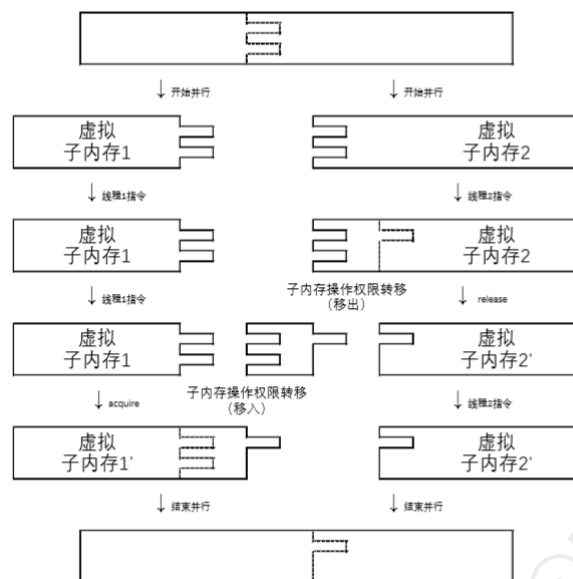 开始并行
开始并行
虚拟
子内存1
虚拟
子内存2
线程1指令
线程2指令
虚拟
子内存1
虚拟
子内存2
子内存操作权限转移
（移出）
线程1指令
release
虚拟
子内存1
虚拟
子内存2'
子内存操作权限转移
（移入）
acquire
线程2指令
虚拟
子内存1'
虚拟
子内存2'
结束并行
结束并行